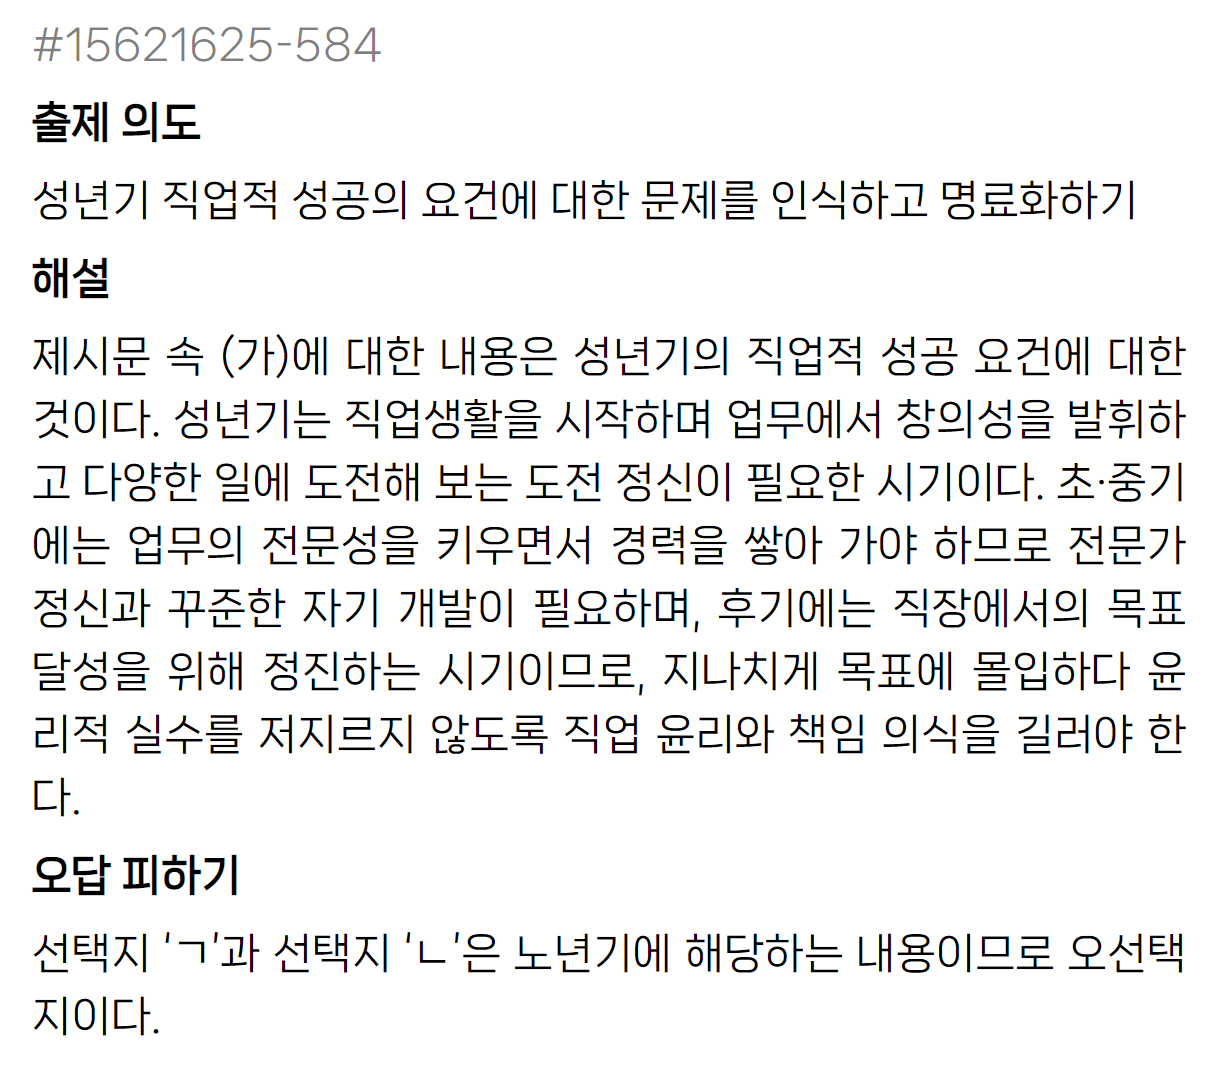 #15621625-584
출제 의도
성년기 직업적 성공의 요건에 대한 문제를 인식하고 명료화하기
해설
제시문 속 (가)에 대한 내용은 성년기의 직업적 성공 요건에 대한
것이다. 성년기는 직업생활을 시작하며 업무에서 창의성을 발휘하
고 다양한 일에 도전해 보는 도전 정신이 필요한 시기이다. 초·중기
에는 업무의 전문성을 키우면서 경력을 쌓아 가야 하므로 전문가
정신과 꾸준한 자기 개발이 필요하며, 후기에는 직장에서의 목표
달성을 위해 정진하는 시기이므로, 지나치게 목표에 몰입하다 윤
리적 실수를 저지르지 않도록 직업 윤리와 책임 의식을 길러야 한
다.
오답 피하기
선택지 'ㄱ'과 선택지 'ㄴ'은 노년기에 해당하는 내용이므로 오선택
지이다.